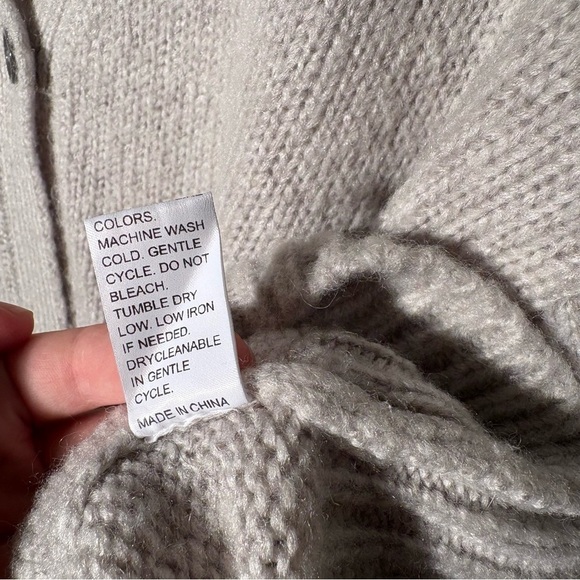 COLORS.
MACHINE WASH
COLD. GENTLE
CYCLE. DO NOT
BLEACH.
TUMBLE DRY
LOW. LOW IRON
IF NEEDED.
DRYCLEANABLE
IN GENTLE
CYCLE.
MADE IN CHINA